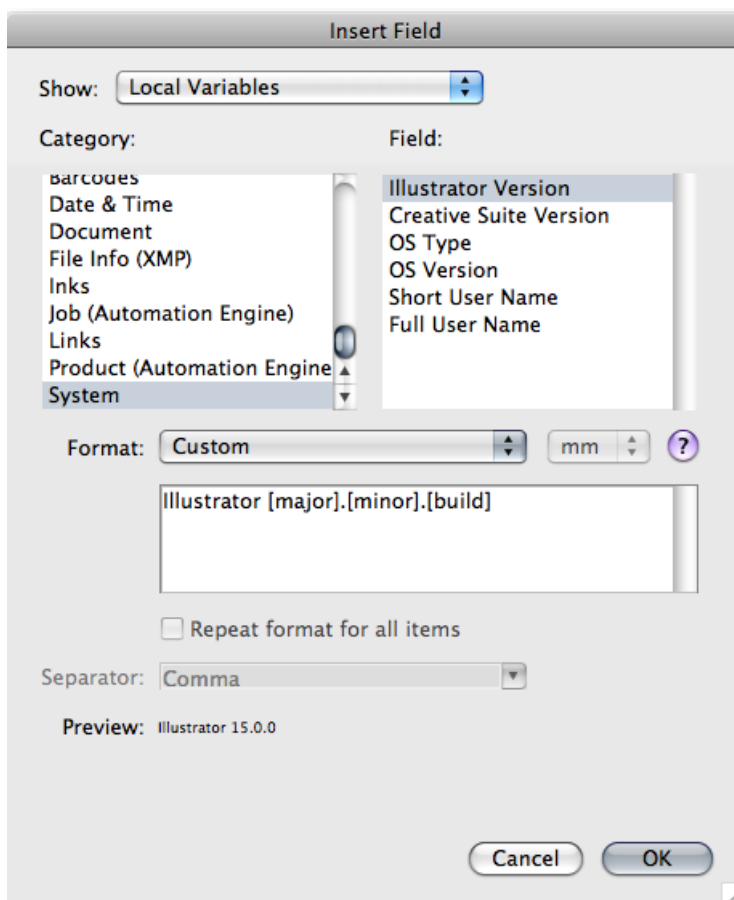 Insert Field
Show: Local Variables
Category: Field:
Barcodes
Date & Time
Document
File Info (XMP)
Inks
Job (Automation Engine)
Links
Product (Automation Engine
System
Illustrator Version
Creative Suite Version
OS Type
OS Version
Short User Name
Full User Name
Format: Custom mm ?
Illustrator [major].[minor].[build]
Repeat format for all items
Separator: Comma
Preview: Illustrator 15.0.0
Cancel OK